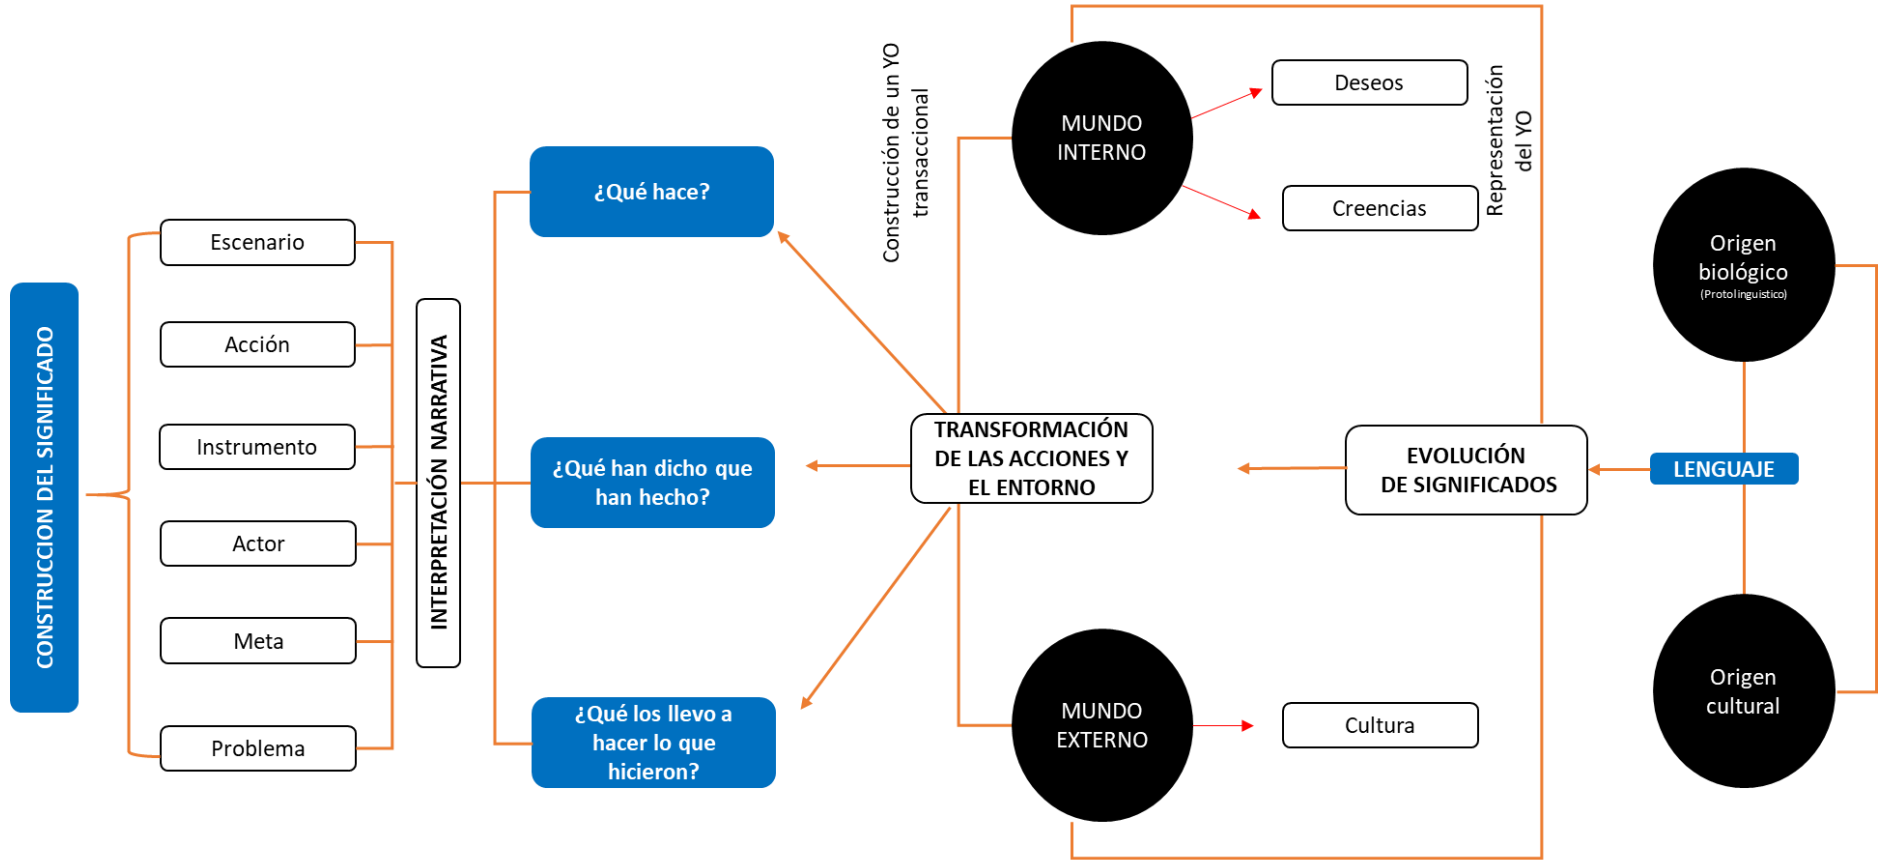 CONSTRUCCION DEL SIGNIFICADO
Escenario
Acción
Instrumento
Actor
Meta
Problema
INTERPRETACIÓN NARRATIVA
¿Qué hace?
¿Qué han dicho que
han hecho?
¿Qué los llevo a
hacer lo que
hicieron?
Construcción de un YO
transaccional
TRANSFORMACIÓN
DE LAS ACCIONES Y
EL ENTORNO
MUNDO
INTERNO
Deseos
Creencias
Representación
del YO
MUNDO
EXTERNO
Cultura
EVOLUCIÓN
DE SIGNIFICADOS
LENGUAJE
Origen
biológico
(Protolinguistico)
Origen
cultural